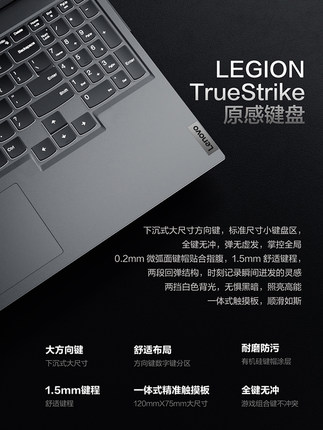 LEGION
TrueStrike
原感键盘
Lenovo
下沉式大尺寸方向键，标准尺寸小键盘区，
全键无冲，弹无虚发，掌控全局
0.2mm 微弧面键帽贴合指腹，1.5mm 舒适键程，
两段回弹结构，时刻记录瞬间迸发的灵感
两挡白色背光，无惧黑暗，照亮高能
一体式触摸板，顺滑如斯
大方向键
下沉式大尺寸
舒适布局
方向键数字键分区
耐磨防污
有机硅键帽涂层
1.5mm键程
舒适键程
一体式精准触摸板
120mmX75mm大尺寸
全键无冲
游戏组合键不冲突